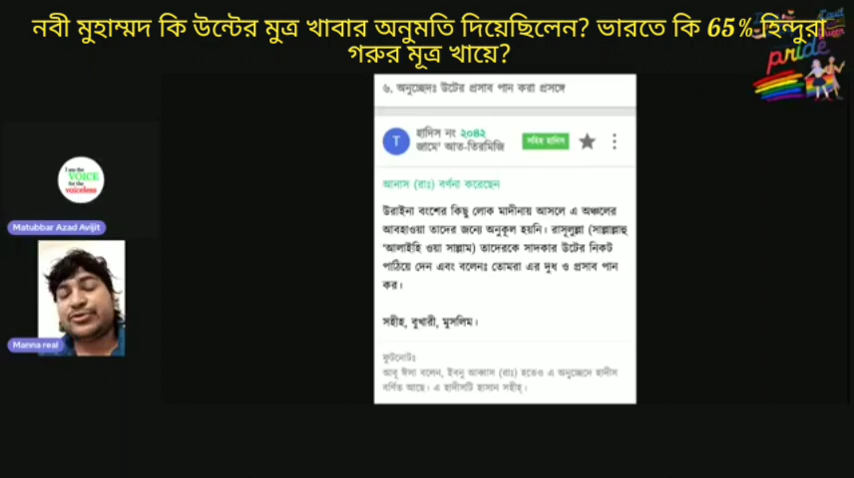 নবী মুহাম্মদ কি উন্টের মুত্র খাবার অনুমতি দিয়েছিলেন? ভারতে কি 65% হিন্দুরা
গরুর মূত্র খায়ে?
pride
৬. অনুচ্ছেদঃ উটের প্রসাব পান করা প্রসঙ্গে
T
হাদিস নং ২০৪২
জামে' আত-তিরমিজি
সহিহ হাদিস
আনাস (রাঃ) বর্ণনা করেছেন
উরাইনা বংশের কিছু লোক মাদীনায় আসলে এ অঞ্চলের
আবহাওয়া তাদের জন্যে অনুকূল হয়নি। রাসূলুল্লা (সাল্লাল্লাহু
'আলাইহি ওয়া সাল্লাম) তাদেরকে সাদকার উটের নিকট
পাঠিয়ে দেন এবং বলেনঃ তোমরা এর দুধ ও প্রসাব পান
কর।
সহীহ, বুখারী, মুসলিম।
ফুটনোটঃ
আবূ ঈসা বলেন, ইবনু আব্বাস (রাঃ) হতেও এ অনুচ্ছেদে হাদীস
বর্ণিত আছে। এ হাদীসটি হাসান সহীহ্।
I am the
VOICE
for the
voiceless
Matubbar Azad Avijit
Manna real